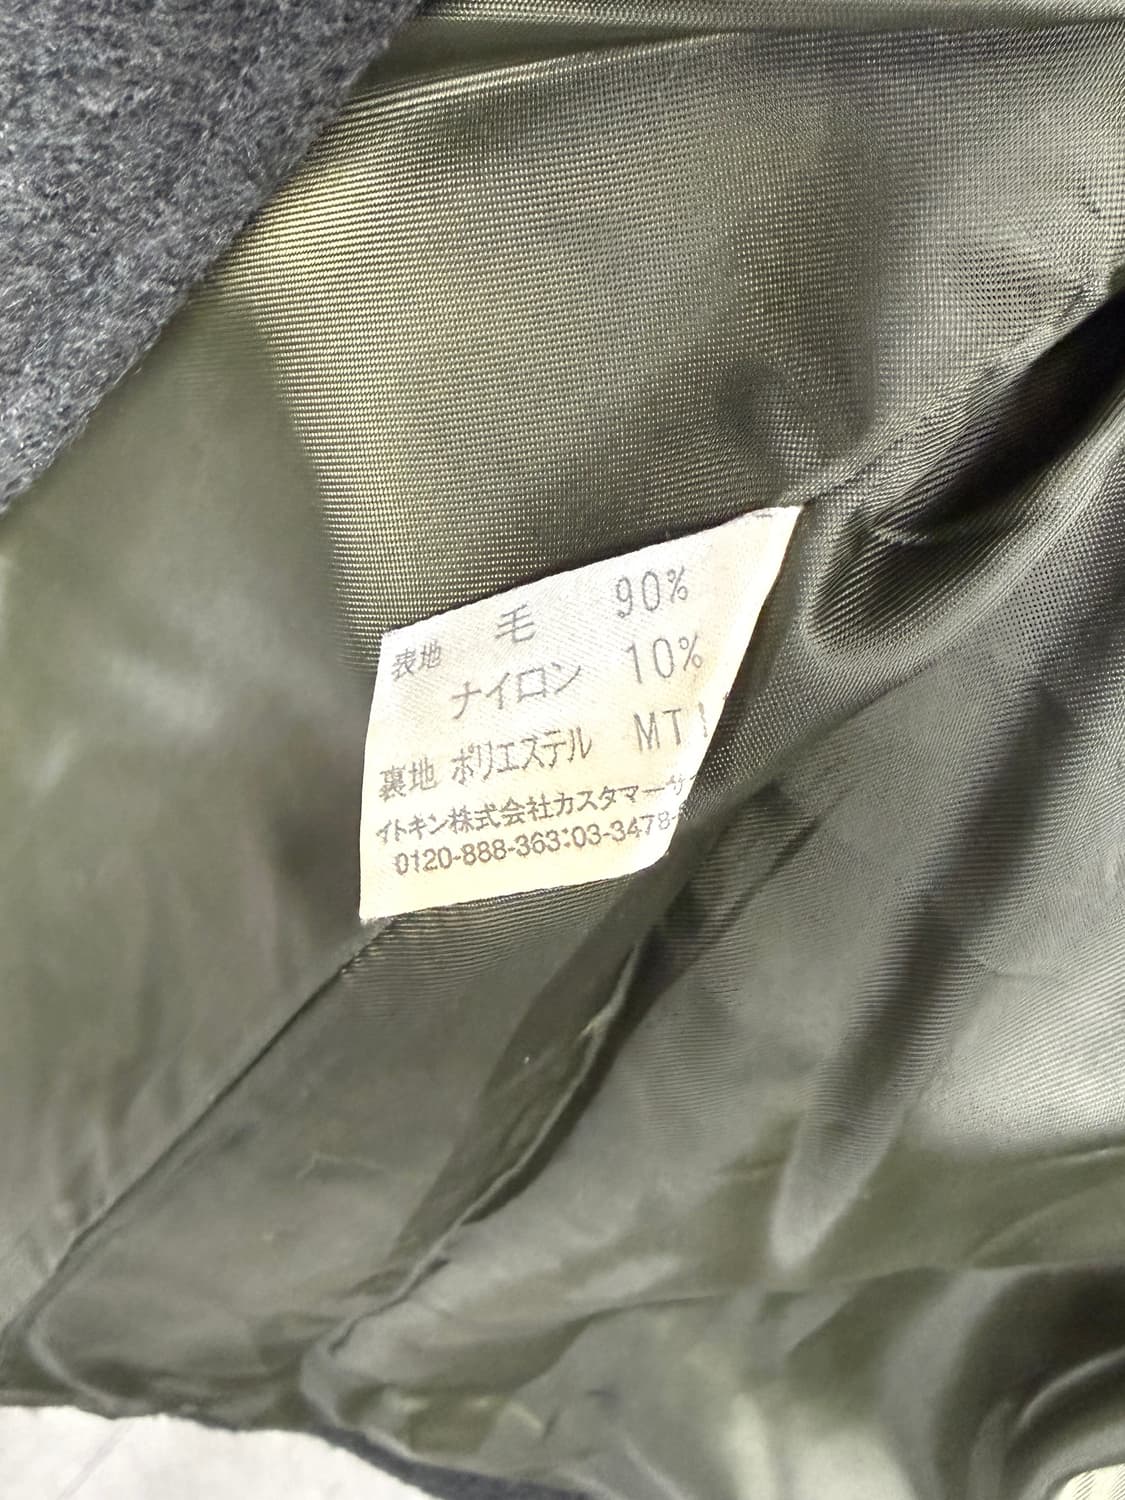 表地 毛 90%
ナイロン 10%
裏地 ポリエステル MT
イトキン株式会社カスタマーサ
0120-888-363:03-3478-